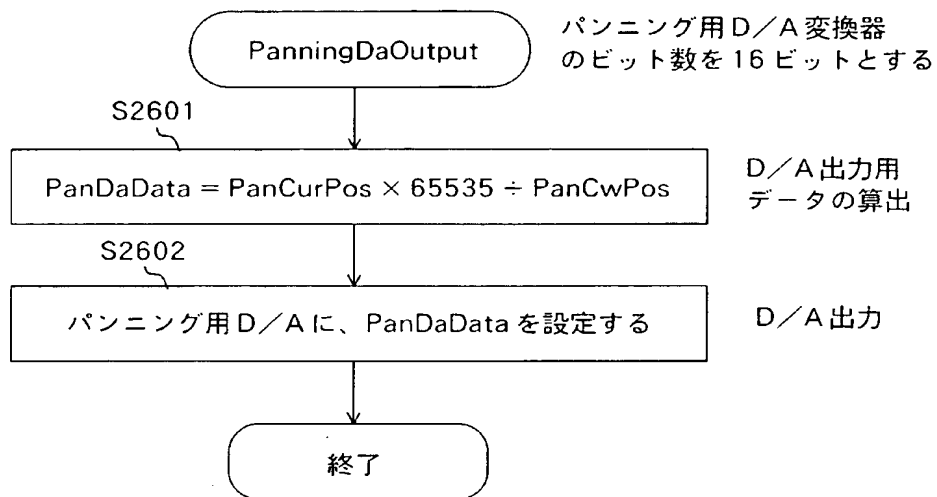 PanningDaOutput
パンニング用D／A変換器
のビット数を16ビットとする
S2601
PanDaData = PanCurPos × 65535 ÷ PanCwPos
D／A出力用
データの算出
S2602
パンニング用D／Aに、PanDaDataを設定する
D／A出力
終了